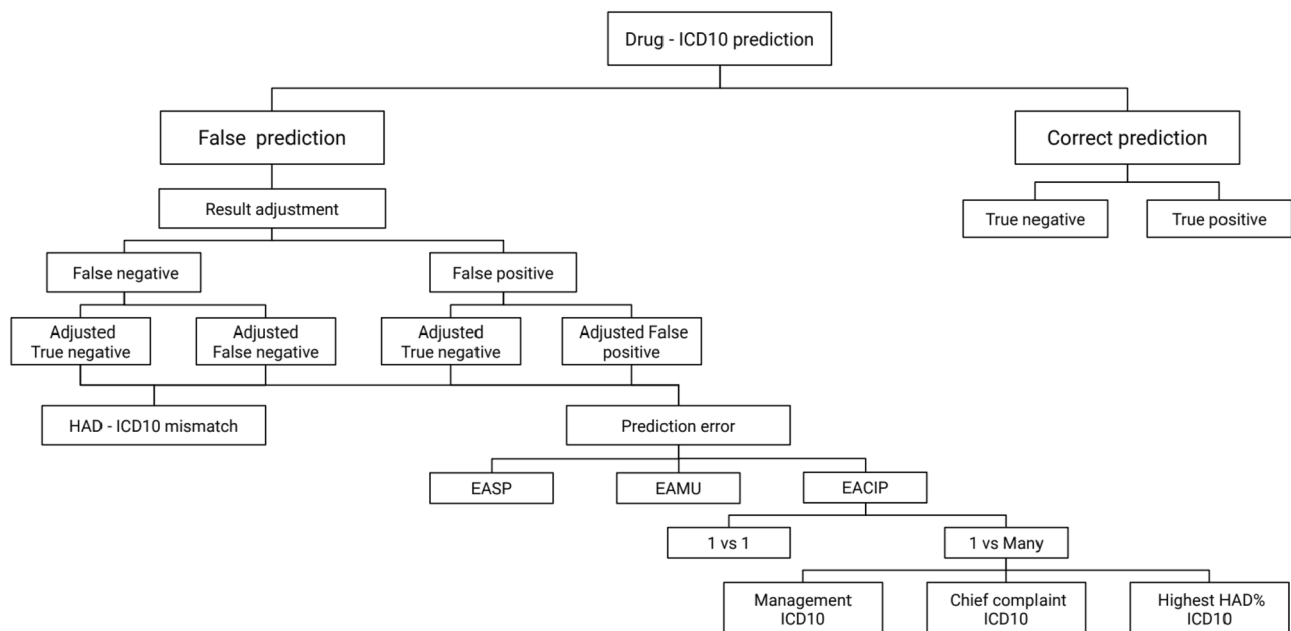 Drug - ICD10 prediction
False prediction
Correct prediction
Result adjustment
True negative
True positive
False negative
False positive
Adjusted
True negative
Adjusted
False negative
Adjusted
True negative
Adjusted False
positive
HAD - ICD10 mismatch
Prediction error
EASP
EAMU
EACIP
1 vs 1
1 vs Many
Management
ICD10
Chief complaint
ICD10
Highest HAD%
ICD10